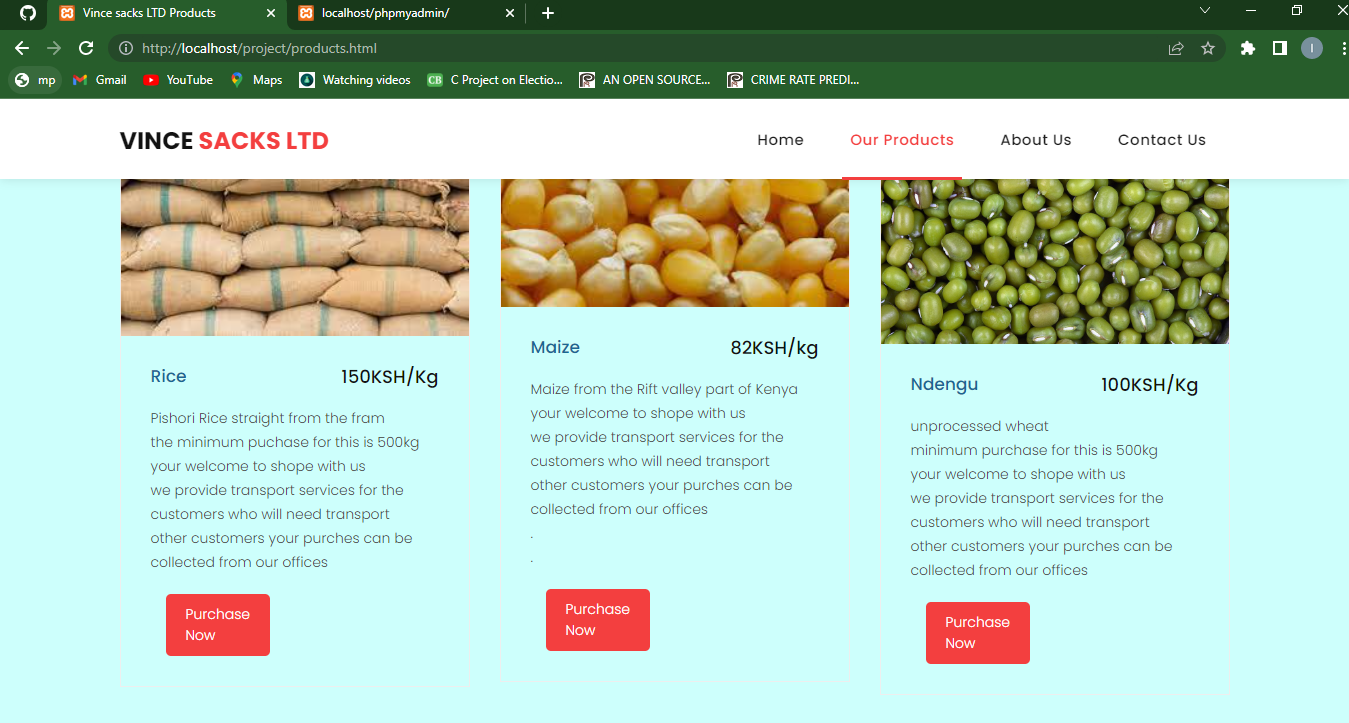 Vince sacks LTD Products
localhost/phpmyadmin/
http://localhost/project/products.html
I
mp
Gmail
YouTube
Maps
Watching videos
CB
C Project on Electio...
AN OPEN SOURCE...
CRIME RATE PREDI...
VINCE SACKS LTD
Home
Our Products
About Us
Contact Us
Rice
150KSH/Kg
Pishori Rice straight from the fram
the minimum puchase for this is 500kg
your welcome to shope with us
we provide transport services for the
customers who will need transport
other customers your purches can be
collected from our offices
Purchase
Now
Maize
82KSH/kg
Maize from the Rift valley part of Kenya
your welcome to shope with us
we provide transport services for the
customers who will need transport
other customers your purches can be
collected from our offices
.
.
Purchase
Now
Ndengu
100KSH/Kg
unprocessed wheat
minimum purchase for this is 500kg
your welcome to shope with us
we provide transport services for the
customers who will need transport
other customers your purches can be
collected from our offices
Purchase
Now